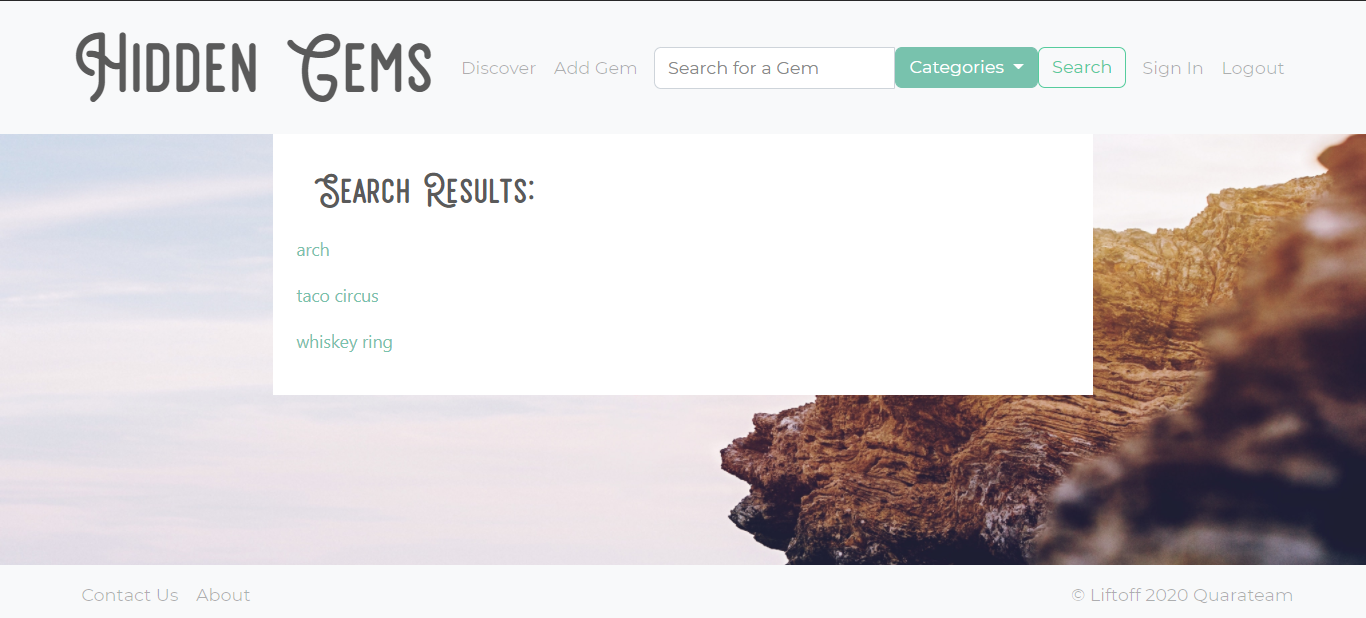 Hidden Gems Discover Add Gem Search for a Gem Categories Search Sign In Logout
Search Results:
arch
taco circus
whiskey ring
Contact Us About © Liftoff 2020 Quarateam